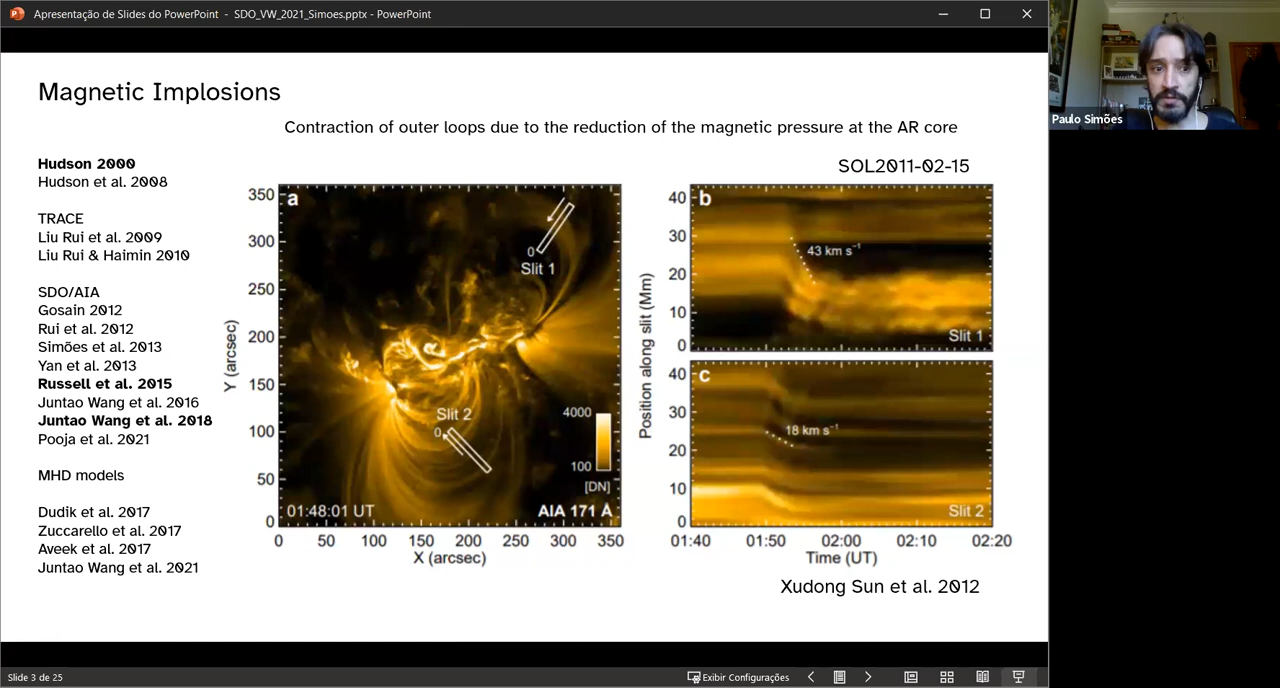 Apresentação de Slides do PowerPoint - SDO_VW_2021_Simoes.pptx - PowerPoint
Paulo Simões
Magnetic Implosions
Contraction of outer loops due to the reduction of the magnetic pressure at the AR core
Hudson 2000
Hudson et al. 2008
TRACE
Liu Rui et al. 2009
Liu Rui & Haimin 2010
SDO/AIA
Gosain 2012
Rui et al. 2012
Simões et al. 2013
Yan et al. 2013
Russell et al. 2015
Juntao Wang et al. 2016
Juntao Wang et al. 2018
Pooja et al. 2021
MHD models
Dudik et al. 2017
Zuccarello et al. 2017
Aveek et al. 2017
Juntao Wang et al. 2021
SOL2011-02-15
a
350
300
250
200
150
100
50
0
Y (arcsec)
0
Slit 1
Slit 2
0
4000
100
[DN]
01:48:01 UT
AIA 171 Å
0 50 100 150 200 250 300 350
X (arcsec)
Position along slit (Mm)
b
40
30
20
10
0
43 km s⁻¹
Slit 1
c
40
30
20
10
0
18 km s⁻¹
Slit 2
01:40 01:50 02:00 02:10 02:20
Time (UT)
Xudong Sun et al. 2012
Slide 3 de 25
Exibir Configurações